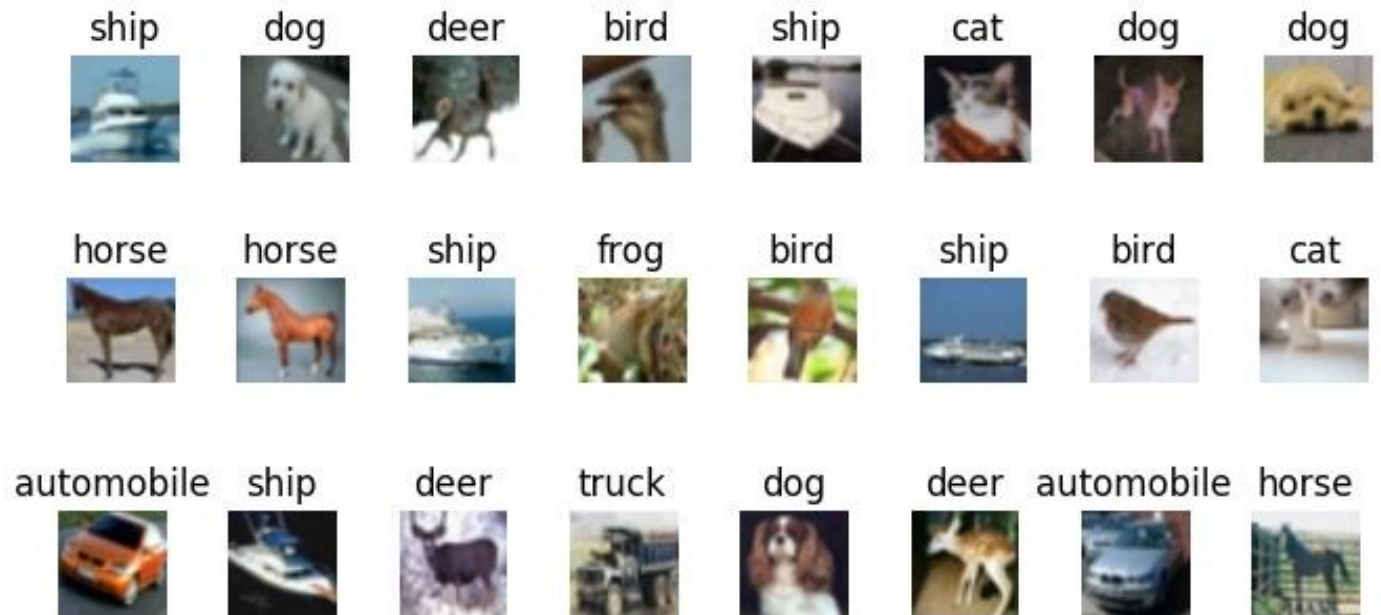 ship dog deer bird ship cat dog dog
horse horse ship frog bird ship bird cat
automobile ship deer truck dog deer automobile horse